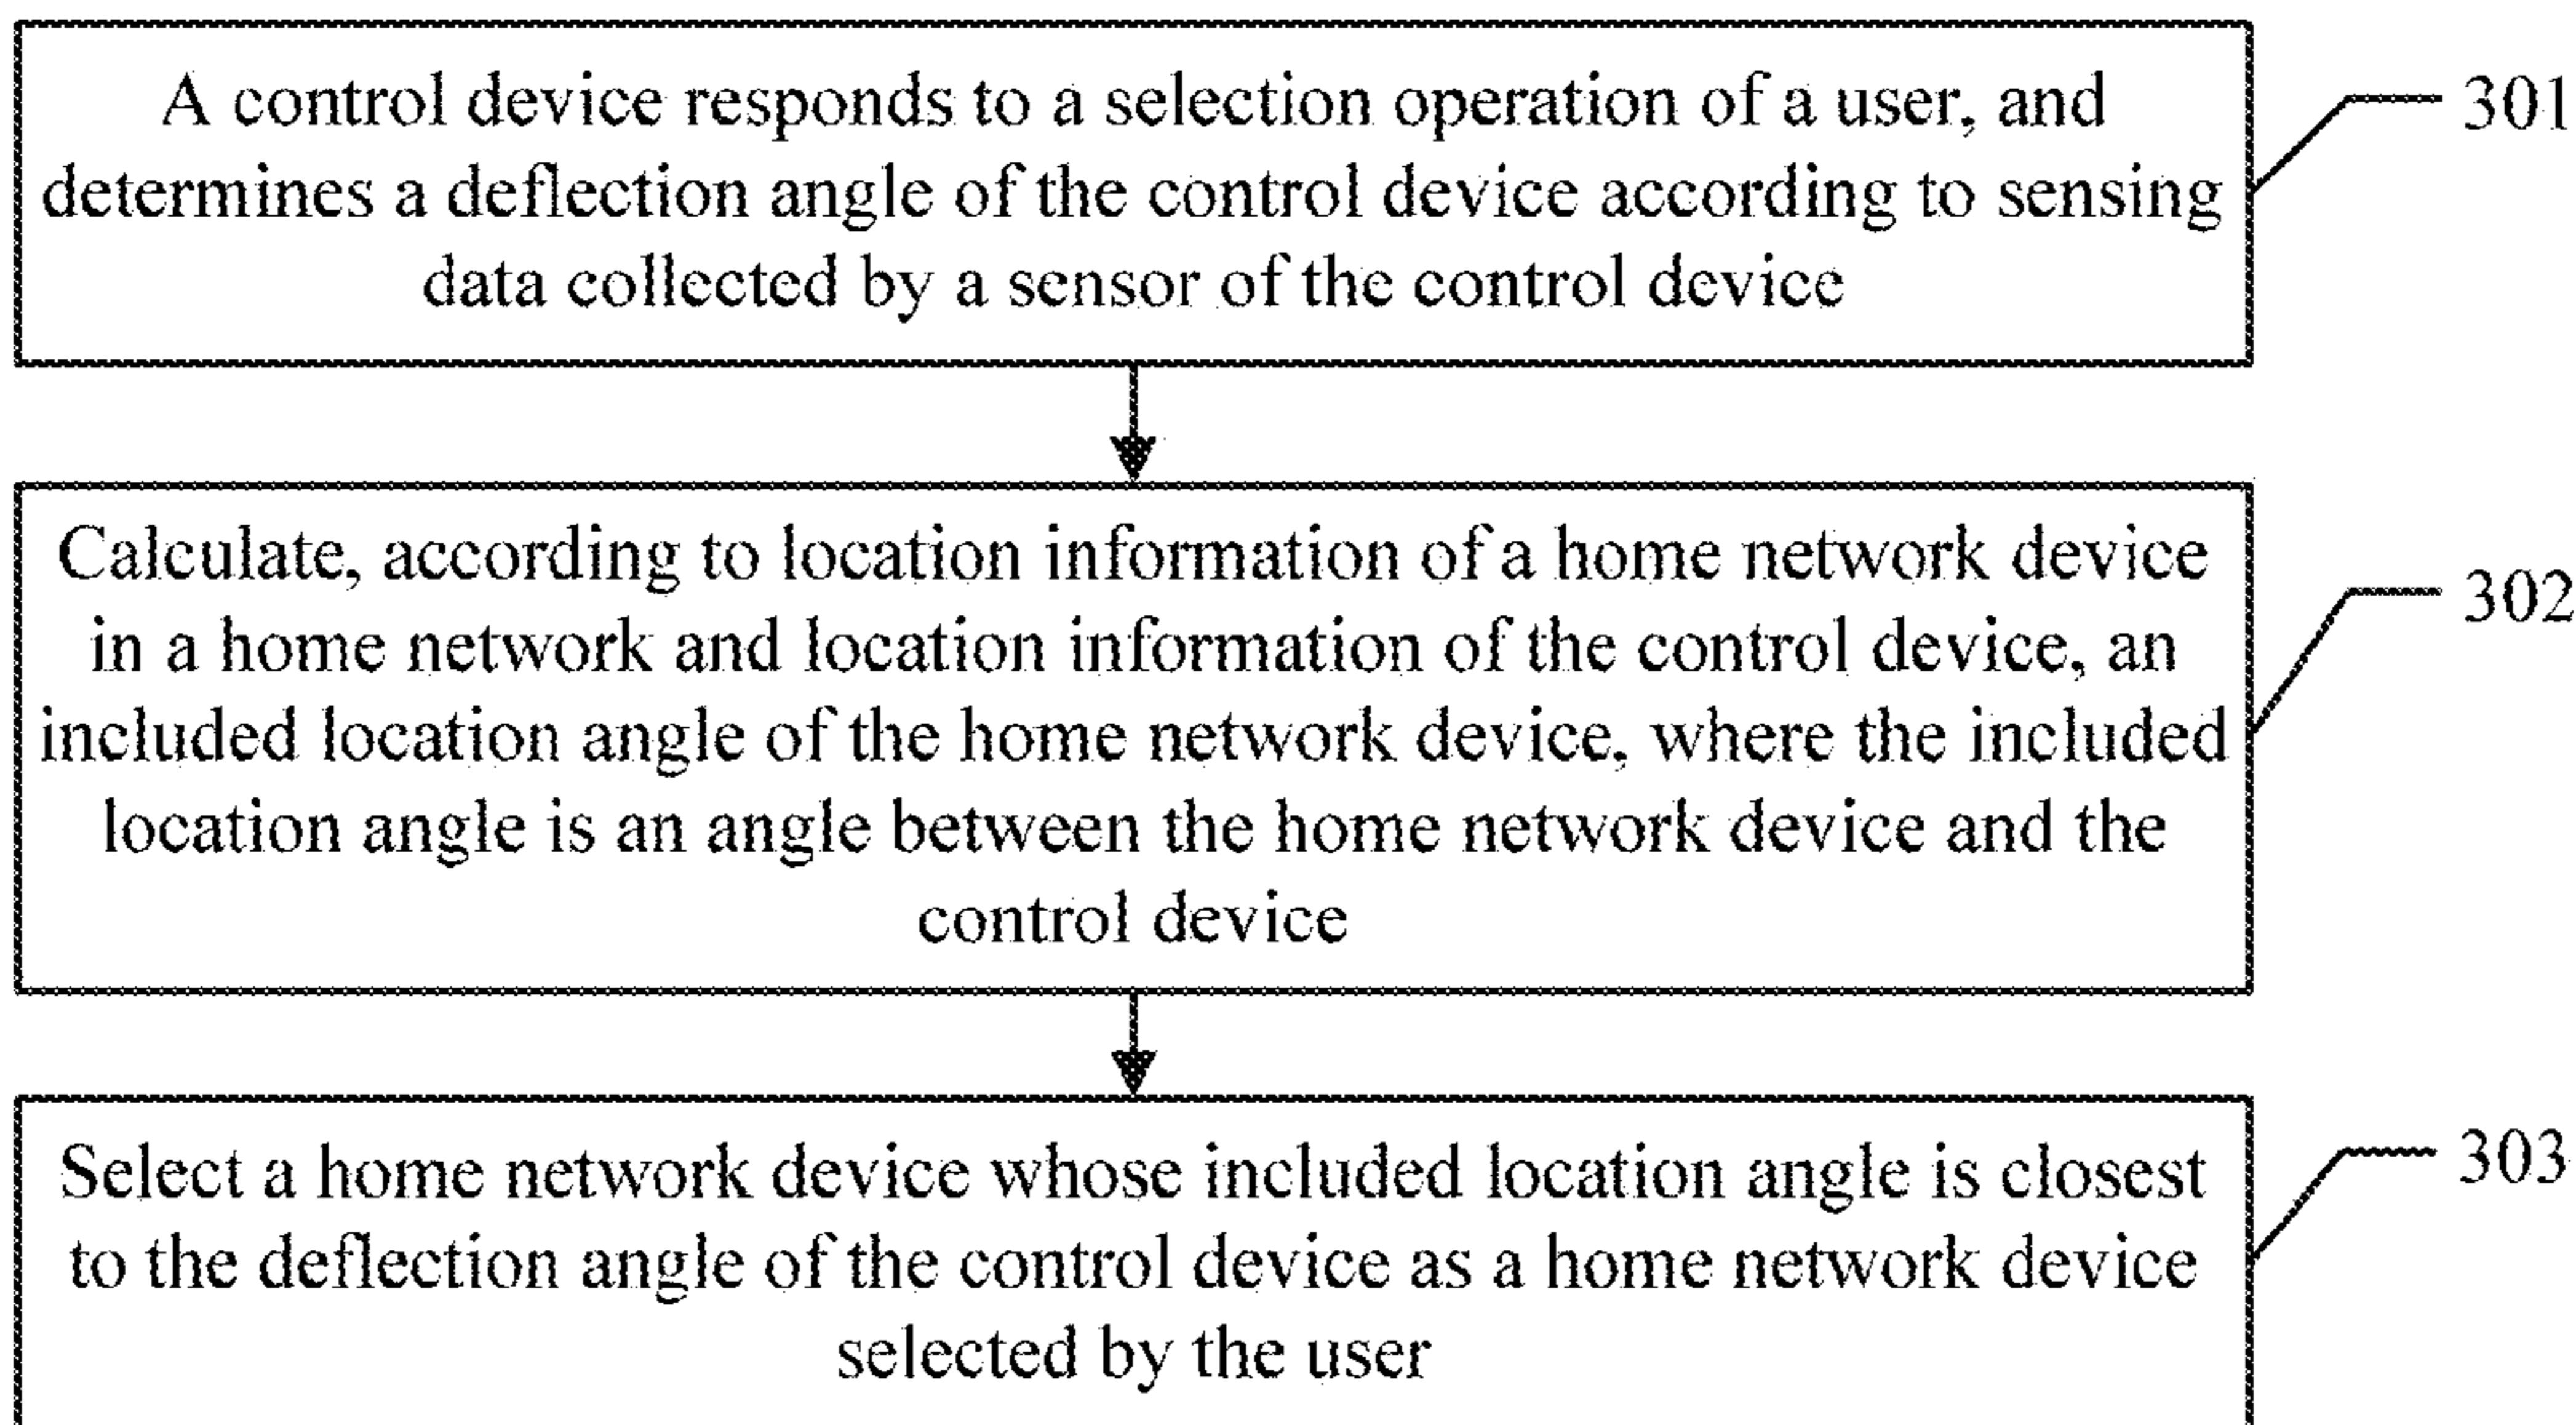 A control device responds to a selection operation of a user, and
determines a deflection angle of the control device according to sensing
data collected by a sensor of the control device
301
Calculate, according to location information of a home network device
in a home network and location information of the control device, an
included location angle of the home network device, where the included
location angle is an angle between the home network device and the
control device
302
Select a home network device whose included location angle is closest
to the deflection angle of the control device as a home network device
selected by the user
303